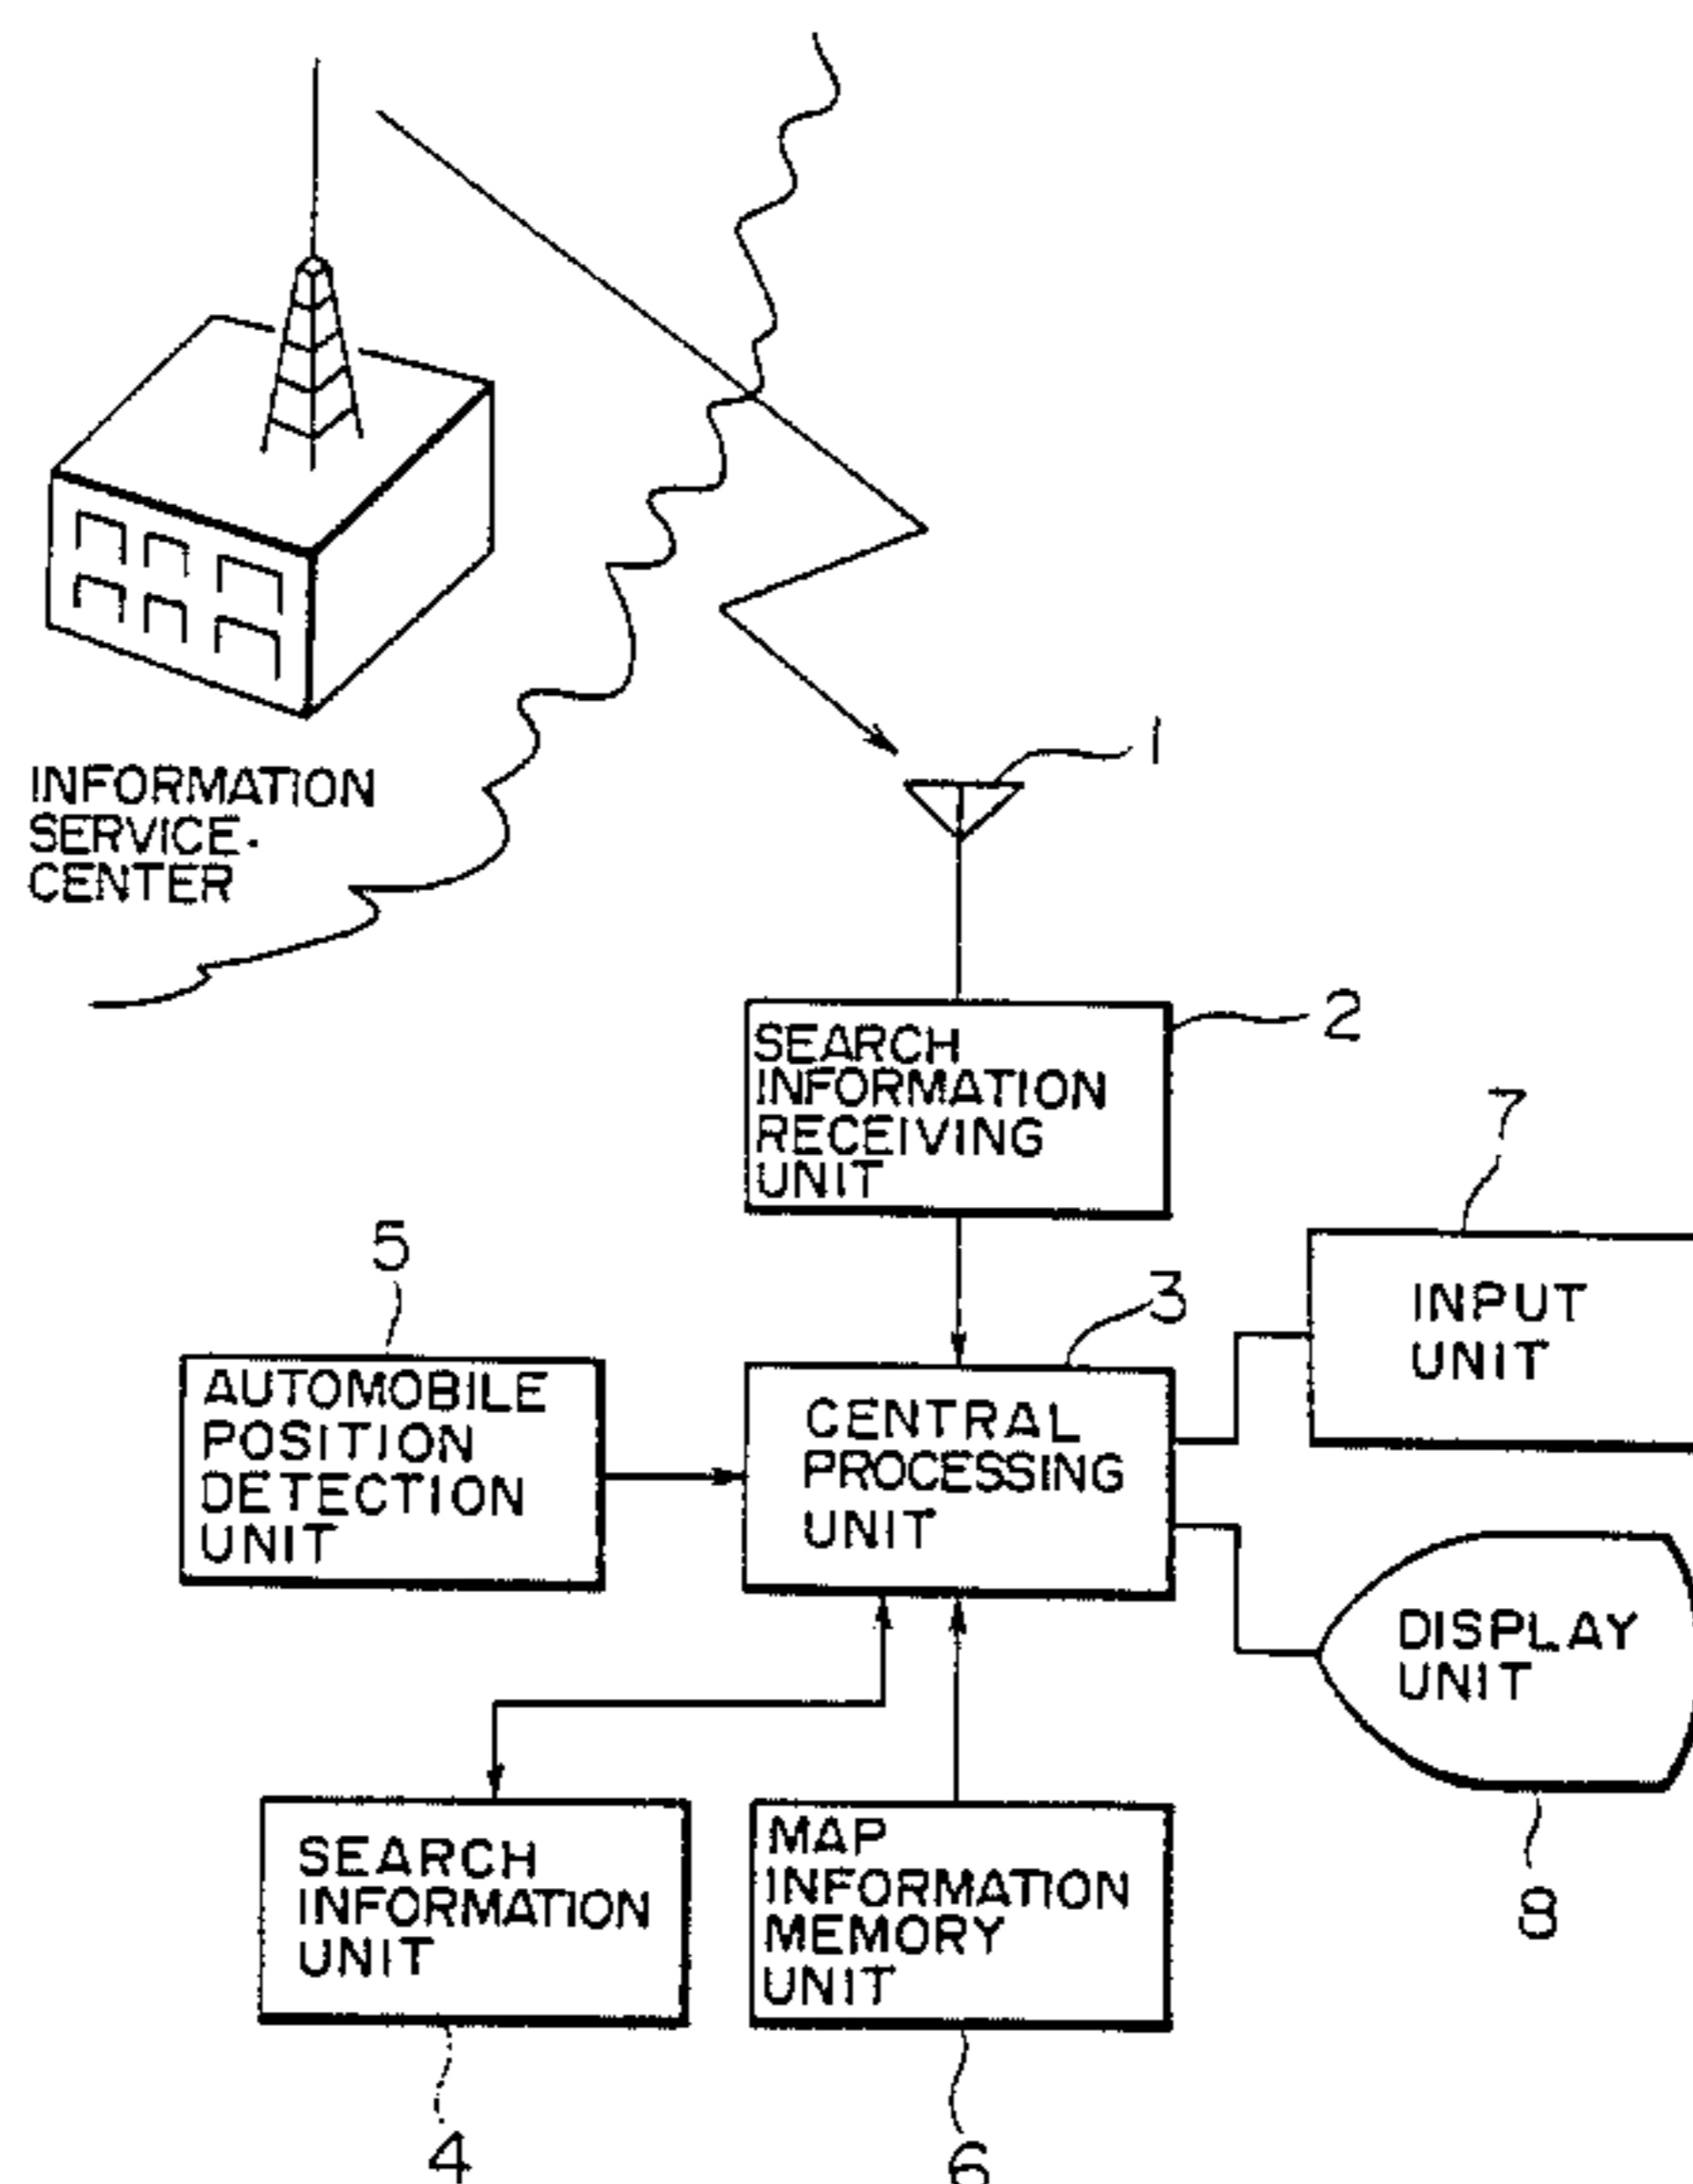 INFORMATION
SERVICE.
CENTER
1
SEARCH
INFORMATION
RECEIVING
UNIT
2
7
INPUT
UNIT
5
AUTOMOBILE
POSITION
DETECTION
UNIT
3
CENTRAL
PROCESSING
UNIT
DISPLAY
UNIT
8
SEARCH
INFORMATION
UNIT
4
MAP
INFORMATION
MEMORY
UNIT
6